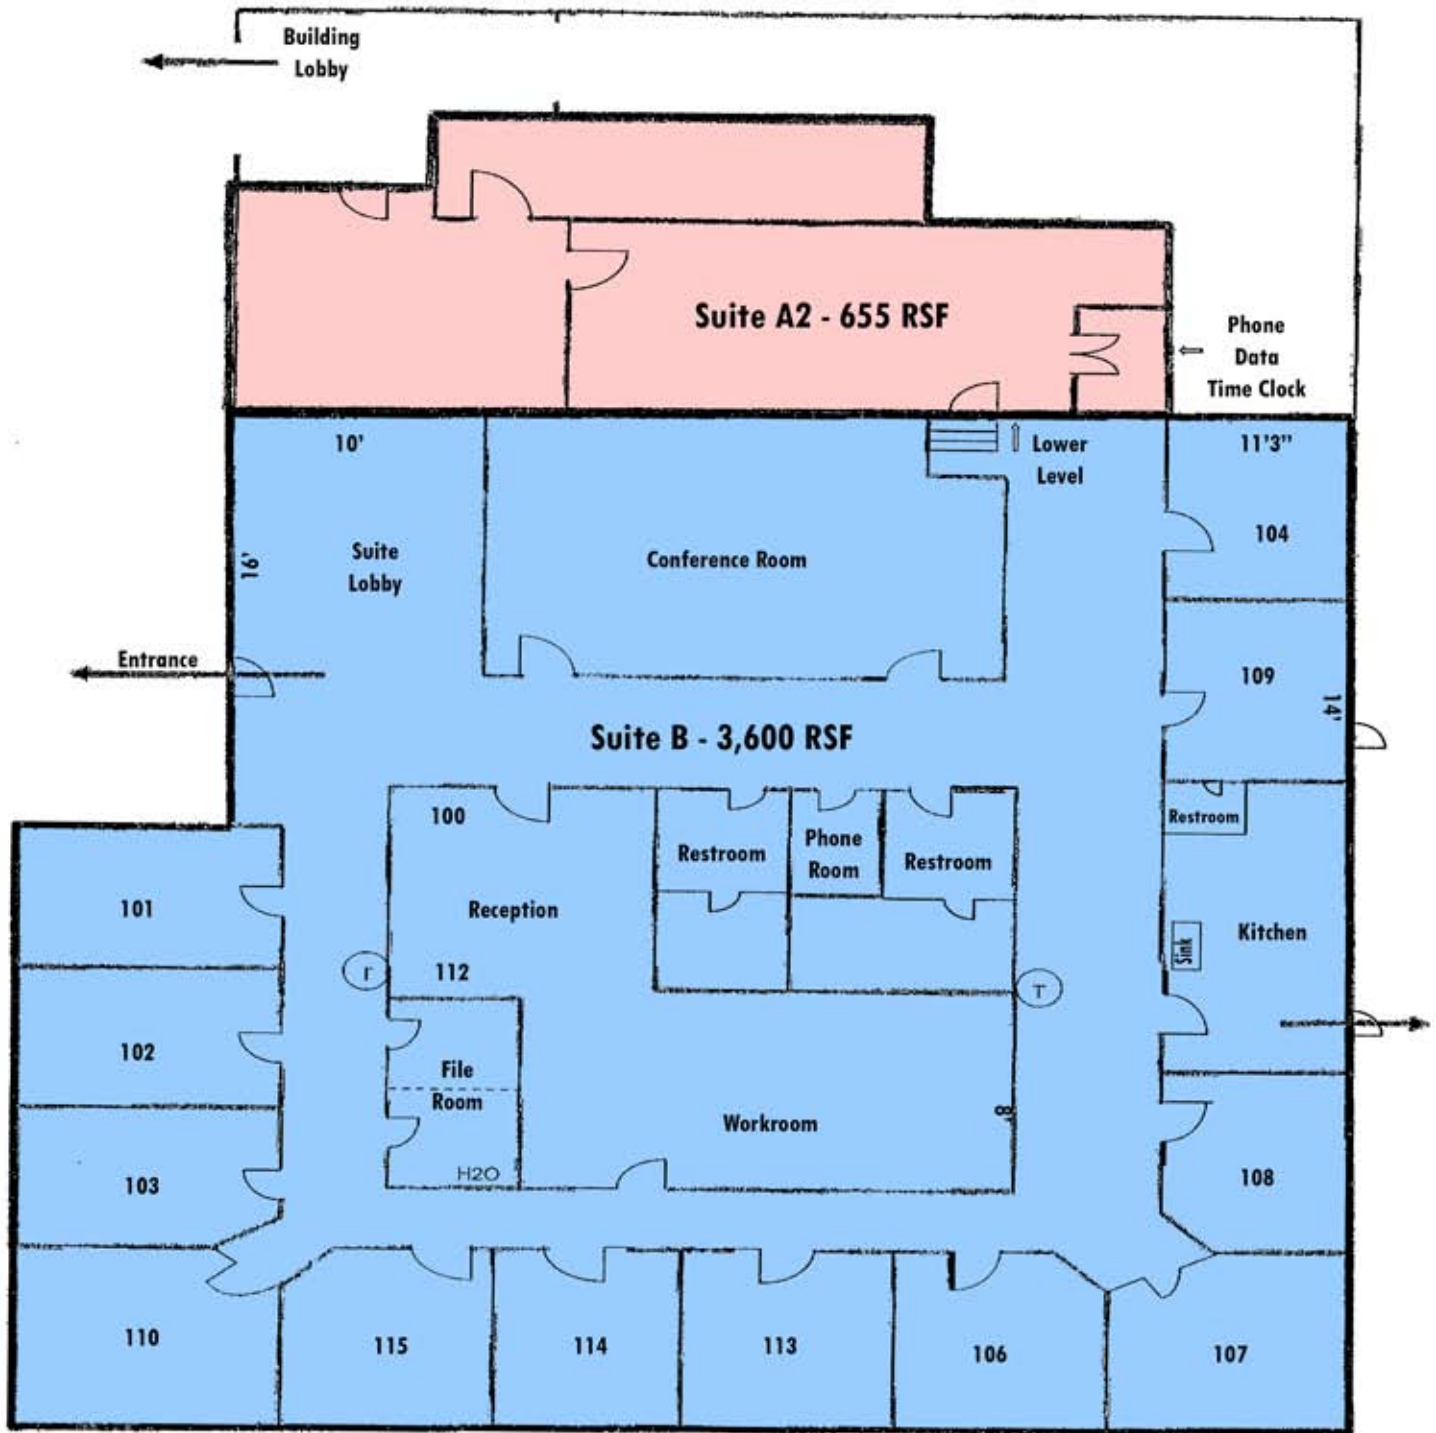 Building
Lobby
Suite A2 - 655 RSF
Phone
Data
Time Clock
10'
Lower
Level
11'3"
104
16'
Suite
Lobby
Conference Room
Entrance
109
14'
Suite B - 3,600 RSF
100
Restroom
Phone
Room
Restroom
Restroom
101
Reception
Sink
Kitchen
112
T
T
102
File
Room
8'
Workroom
103
H2O
108
110
115
114
113
106
107